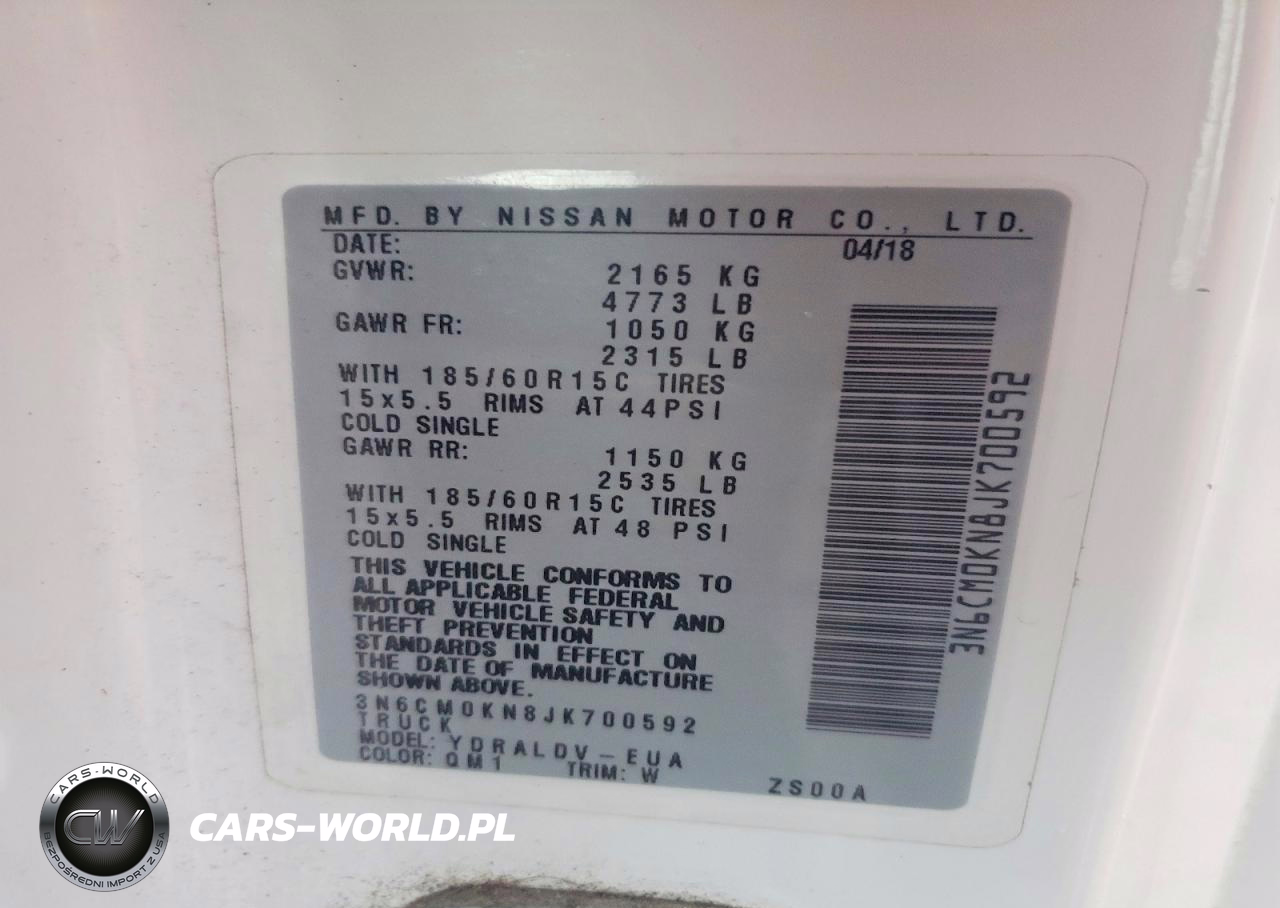 MFD. BY NISSAN MOTOR CO., LTD.
DATE: 04/18
GVWR: 2165 KG
4773 LB
GAWR FR: 1050 KG
2315 LB
WITH 185/60R15C TIRES
15x5.5 RIMS AT 44PSI
COLD SINGLE
GAWR RR: 1150 KG
2535 LB
WITH 185/60R15C TIRES
15x5.5 RIMS AT 48 PSI
COLD SINGLE
THIS VEHICLE CONFORMS TO
ALL APPLICABLE FEDERAL
MOTOR VEHICLE SAFETY AND
THEFT PREVENTION
STANDARDS IN EFFECT ON
THE DATE OF MANUFACTURE
SHOWN ABOVE.
3N6CM0KN8JK700592
TRUCK
MODEL: YDRALDV-EUA
COLOR: QM1 TRIM: W
ZS00A
3N6CM0KN8JK700592
CARS-WORLD
CW
BEZPOŚREDNI IMPORT Z USA
CARS-WORLD.PL